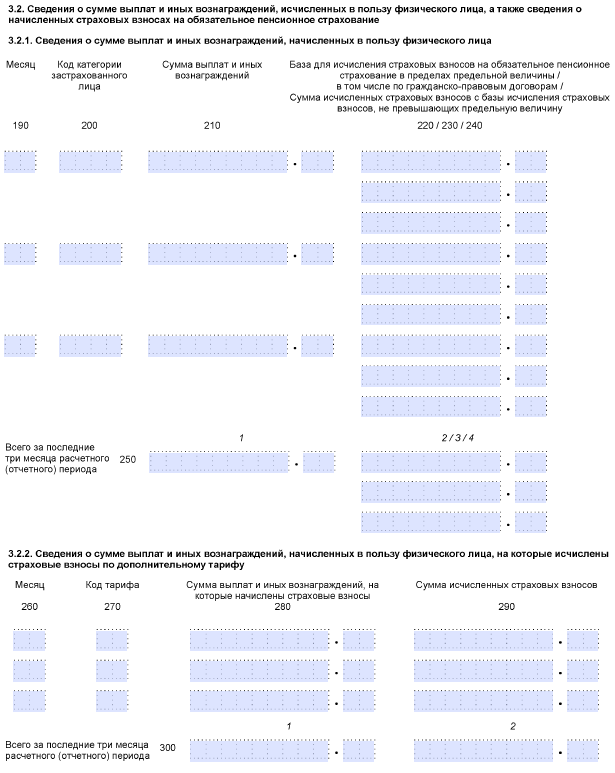 3.2. Сведения о сумме выплат и иных вознаграждений, исчисленных в пользу физического лица, а также сведения о
начисленных страховых взносах на обязательное пенсионное страхование
3.2.1. Сведения о сумме выплат и иных вознаграждений, начисленных в пользу физического лица
Месяц
Код категории
застрахованного
лица
Сумма выплат и иных
вознаграждений
База для исчисления страховых взносов на обязательное пенсионное
страхование в пределах предельной величины /
в том числе по гражданско-правовым договорам /
Сумма исчисленных страховых взносов с базы исчисления страховых
взносов, не превышающих предельную величину
190 200 210 220 / 230 / 240
1 2 / 3 / 4
Всего за последние
три месяца расчетного
(отчетного) периода
250
3.2.2. Сведения о сумме выплат и иных вознаграждений, начисленных в пользу физического лица, на которые исчислены
страховые взносы по дополнительному тарифу
Месяц
Код тарифа
Сумма выплат и иных вознаграждений, на
которые начислены страховые взносы
Сумма исчисленных страховых взносов
260 270 280 290
1 2
Всего за последние три месяца
расчетного (отчетного) периода
300